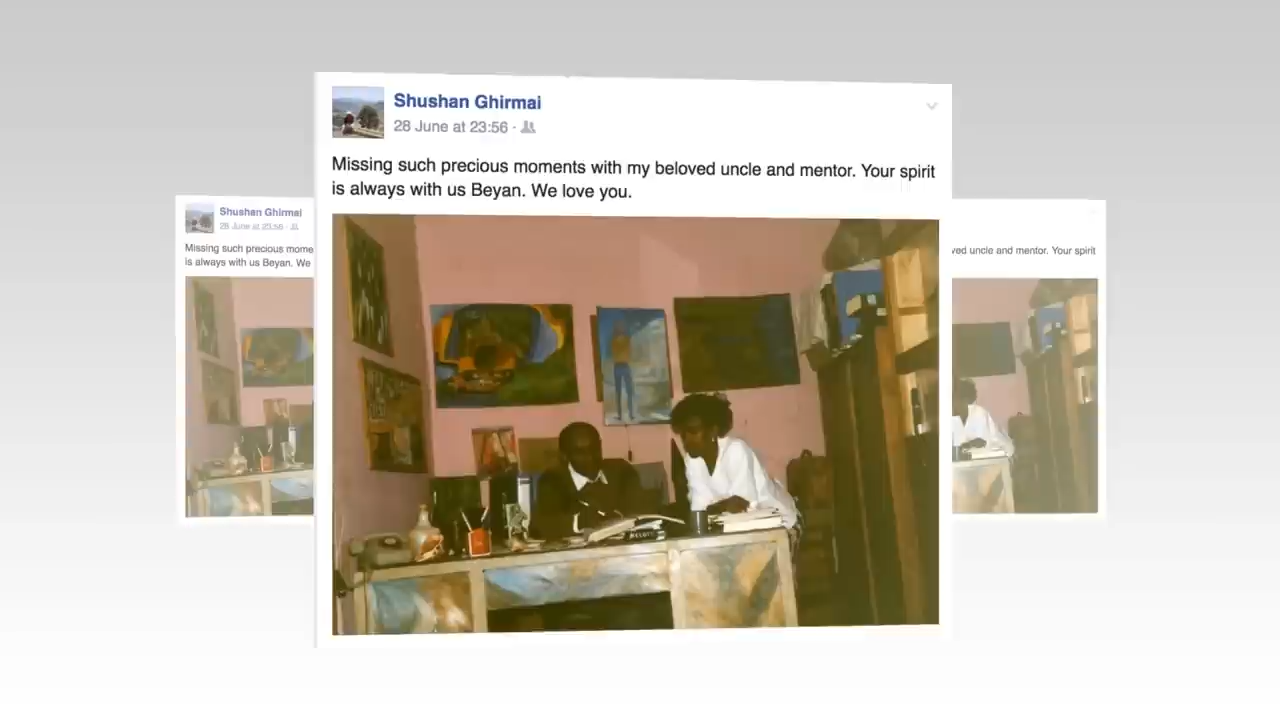 Shushan Ghirmai
28 June at 23:56 ·
Missing such precious moments with my beloved uncle and mentor. Your spirit
is always with us Beyan. We love you.
Shushan Ghirmai
28 June at 23:56 ·
Missing such precious mome
is always with us Beyan. We
ved uncle and mentor. Your spirit